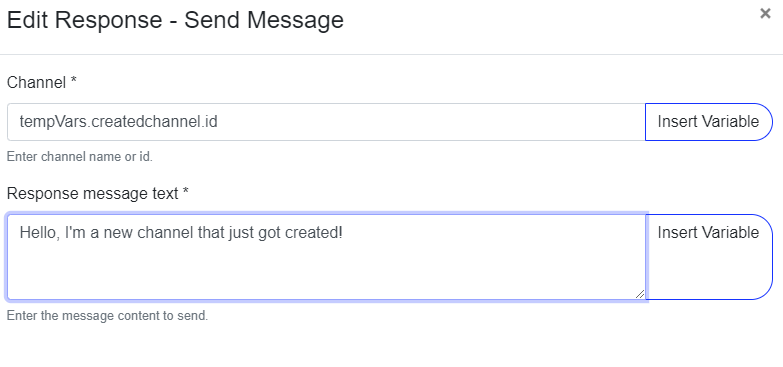 Edit Response - Send Message
×
Channel *
tempVars.createdchannel.id
Insert Variable
Enter channel name or id.
Response message text *
Hello, I'm a new channel that just got created!
Insert Variable
Enter the message content to send.